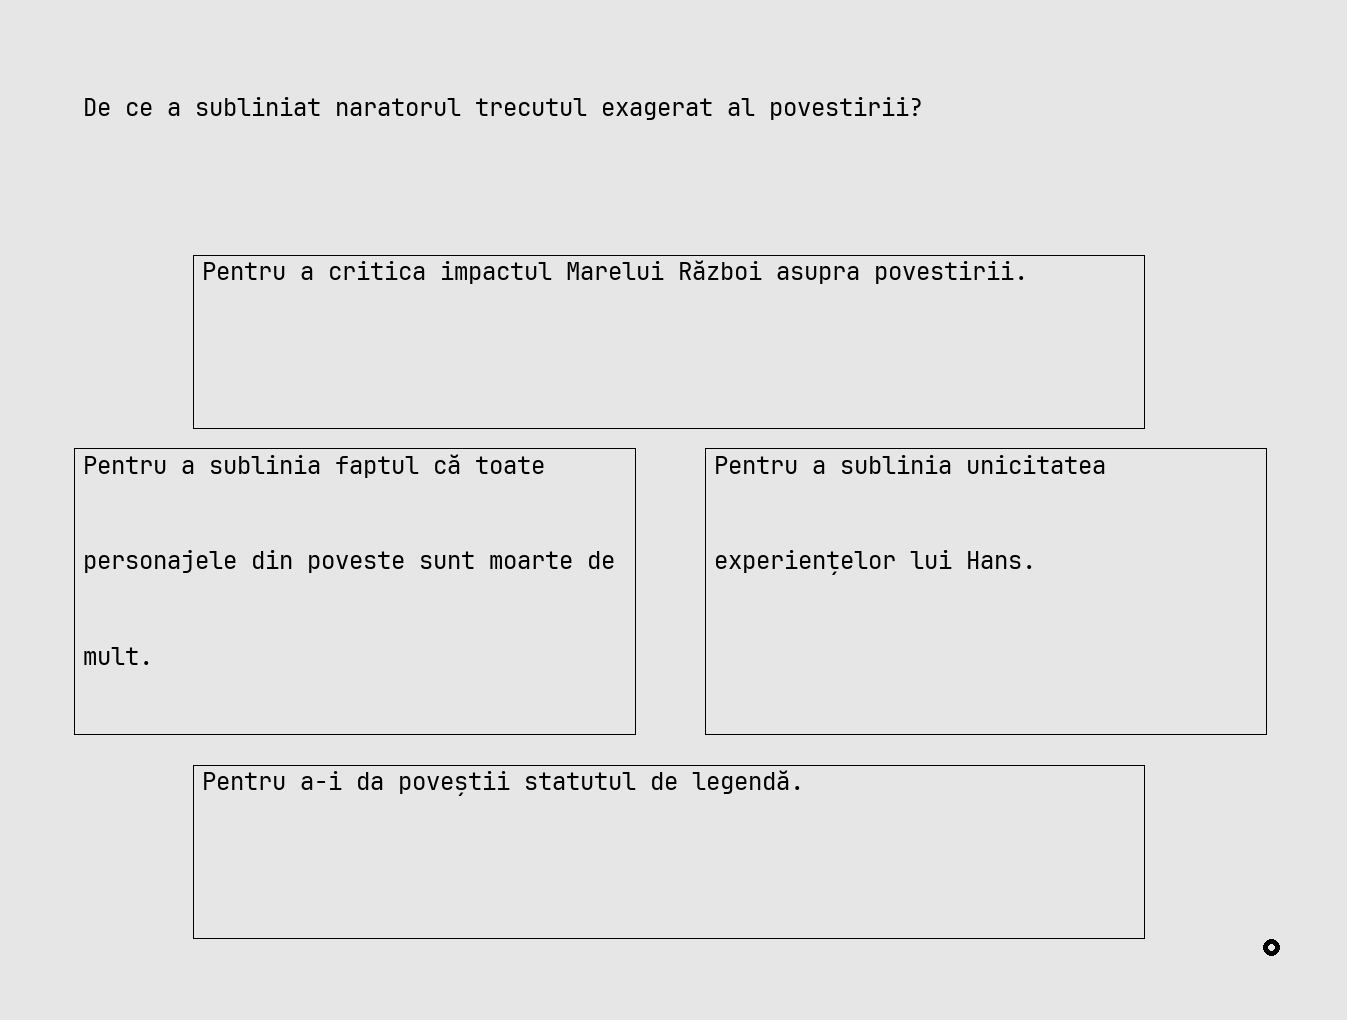 De ce a subliniat naratorul trecutul exagerat al povestirii?
Pentru a critica impactul Marelui Război asupra povestirii.
Pentru a sublinia faptul că toate
personajele din poveste sunt moarte de
mult.
Pentru a sublinia unicitatea
experiențelor lui Hans.
Pentru a-i da poveștii statutul de legendă.